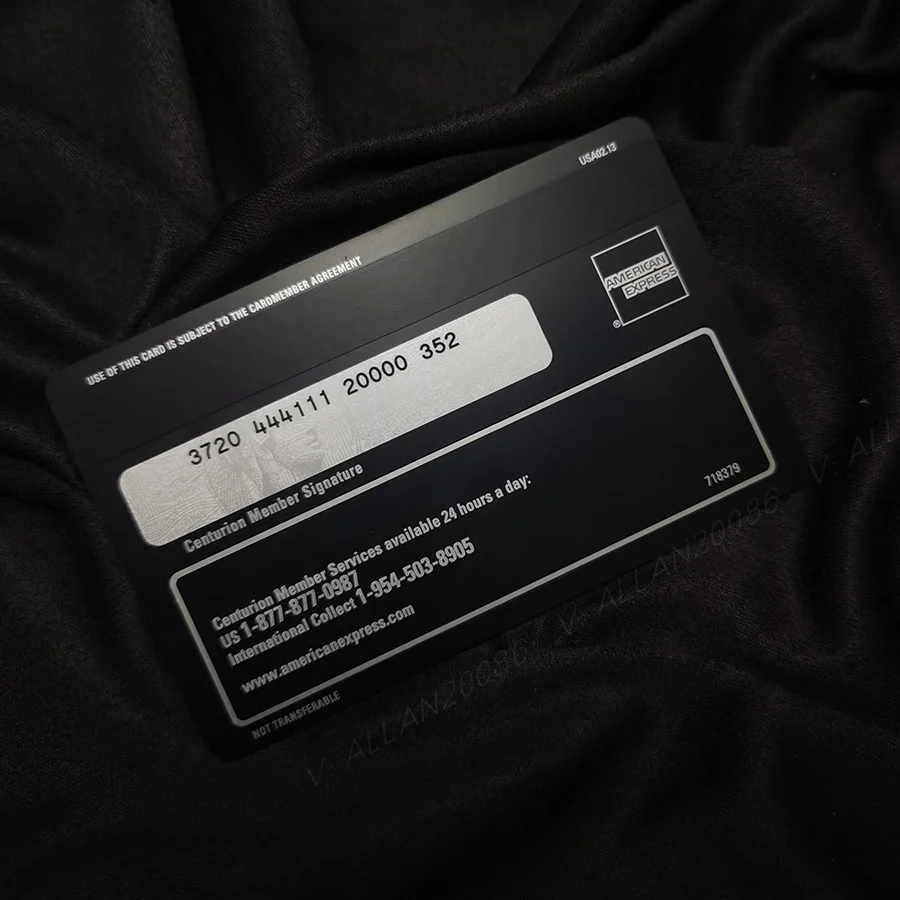 USA02.13
USE OF THIS CARD IS SUBJECT TO THE CARDMEMBER AGREEMENT
AMERICAN
EXPRESS
®
3720 444111 20000 352
Centurion Member Signature
718379
Centurion Member Services available 24 hours a day:
US 1-877-877-0987
International Collect 1-954-503-8905
www.americanexpress.com
NOT TRANSFERABLE
V: ALLAN20086 V: ALLAN20086 V: ALL